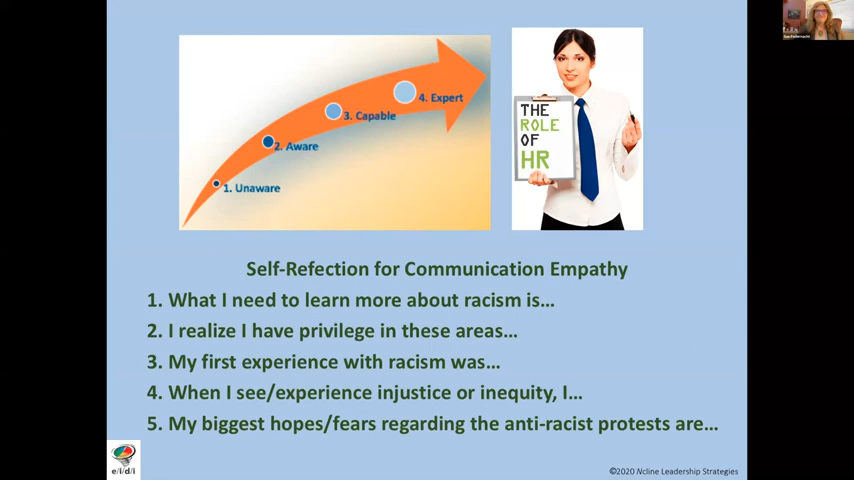 4. Expert
3. Capable
2. Aware
1. Unaware
THE
ROLE
OF
HR
Self-Refection for Communication Empathy
1. What I need to learn more about racism is...
2. I realize I have privilege in these areas...
3. My first experience with racism was...
4. When I see/experience injustice or inequity, I...
5. My biggest hopes/fears regarding the anti-racist protests are...
e/i/d/i
©2020 Ncline Leadership Strategies